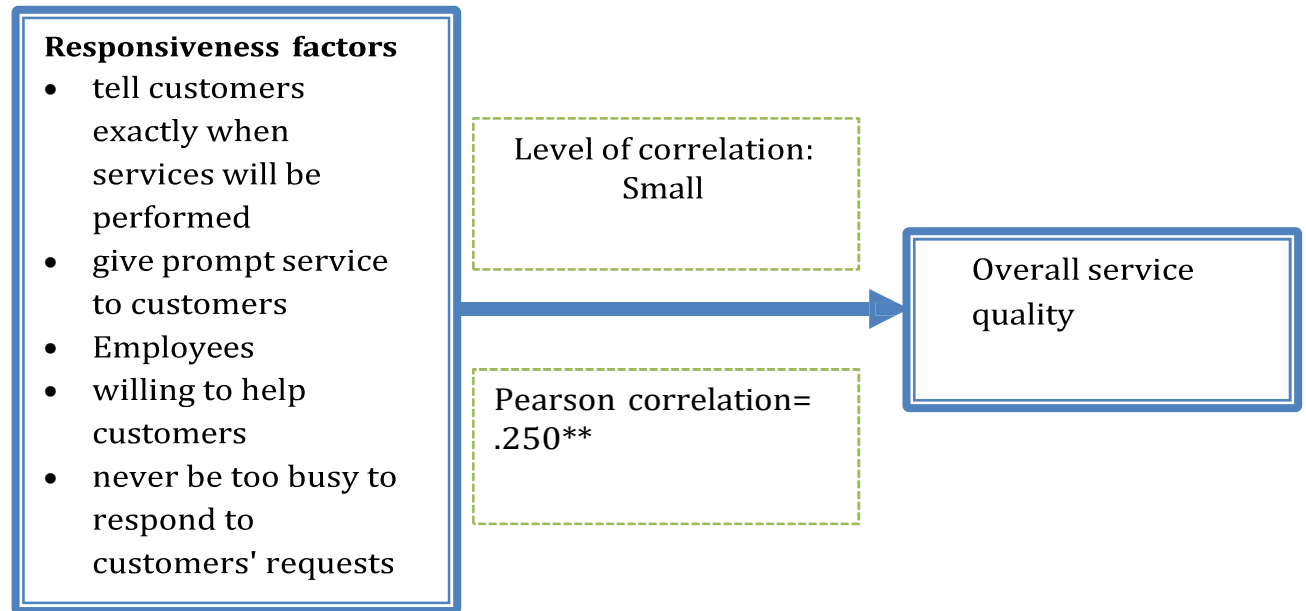 Responsiveness factors
• tell customers
exactly when
services will be
performed
• give prompt service
to customers
• Employees
• willing to help
customers
• never be too busy to
respond to
customers' requests
Level of correlation:
Small
Pearson correlation=
.250**
Overall service
quality